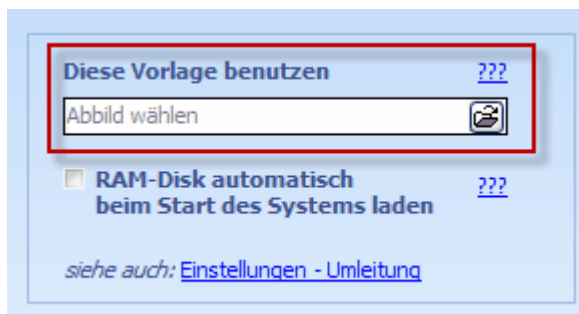 Diese Vorlage benutzen ???
Abbild wählen
RAM-Disk automatisch ???
beim Start des Systems laden
siehe auch: Einstellungen - Umleitung